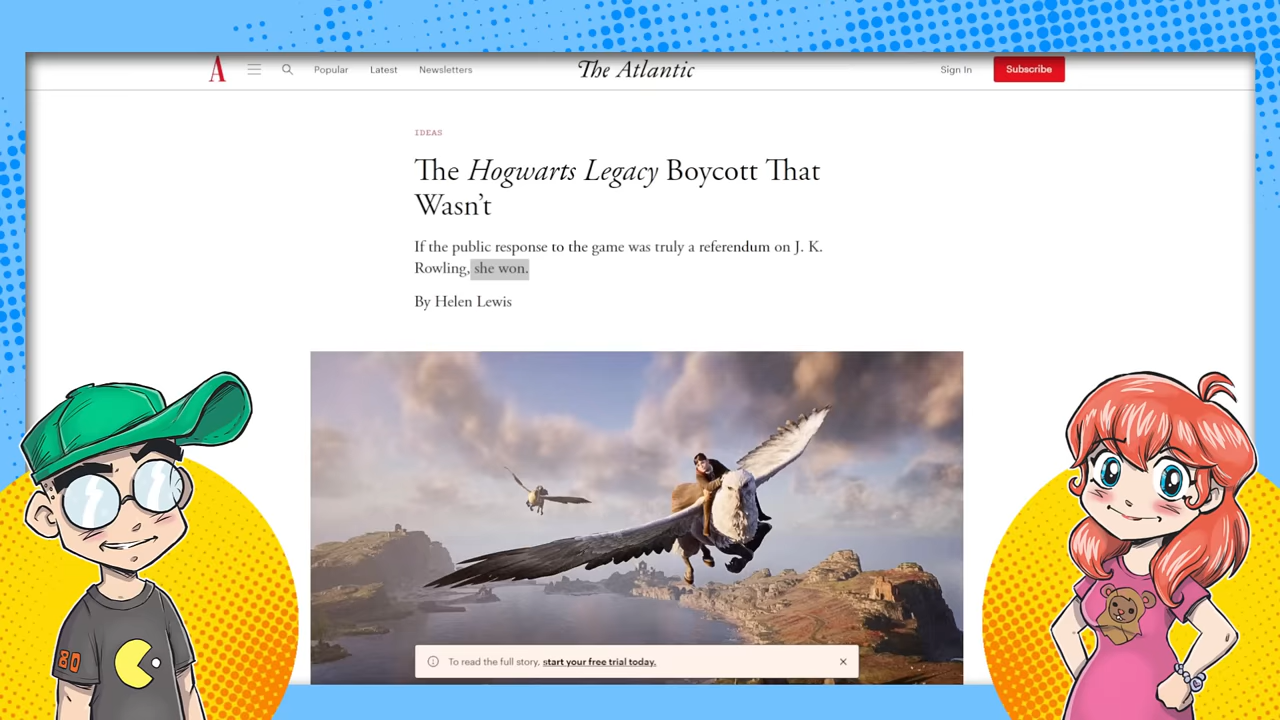 A
Popular
Latest
Newsletters
The Atlantic
Sign In
Subscribe
IDEAS
The Hogwarts Legacy Boycott That
Wasn't
If the public response to the game was truly a referendum on J. K.
Rowling, she won.
By Helen Lewis
To read the full story, start your free trial today.
80